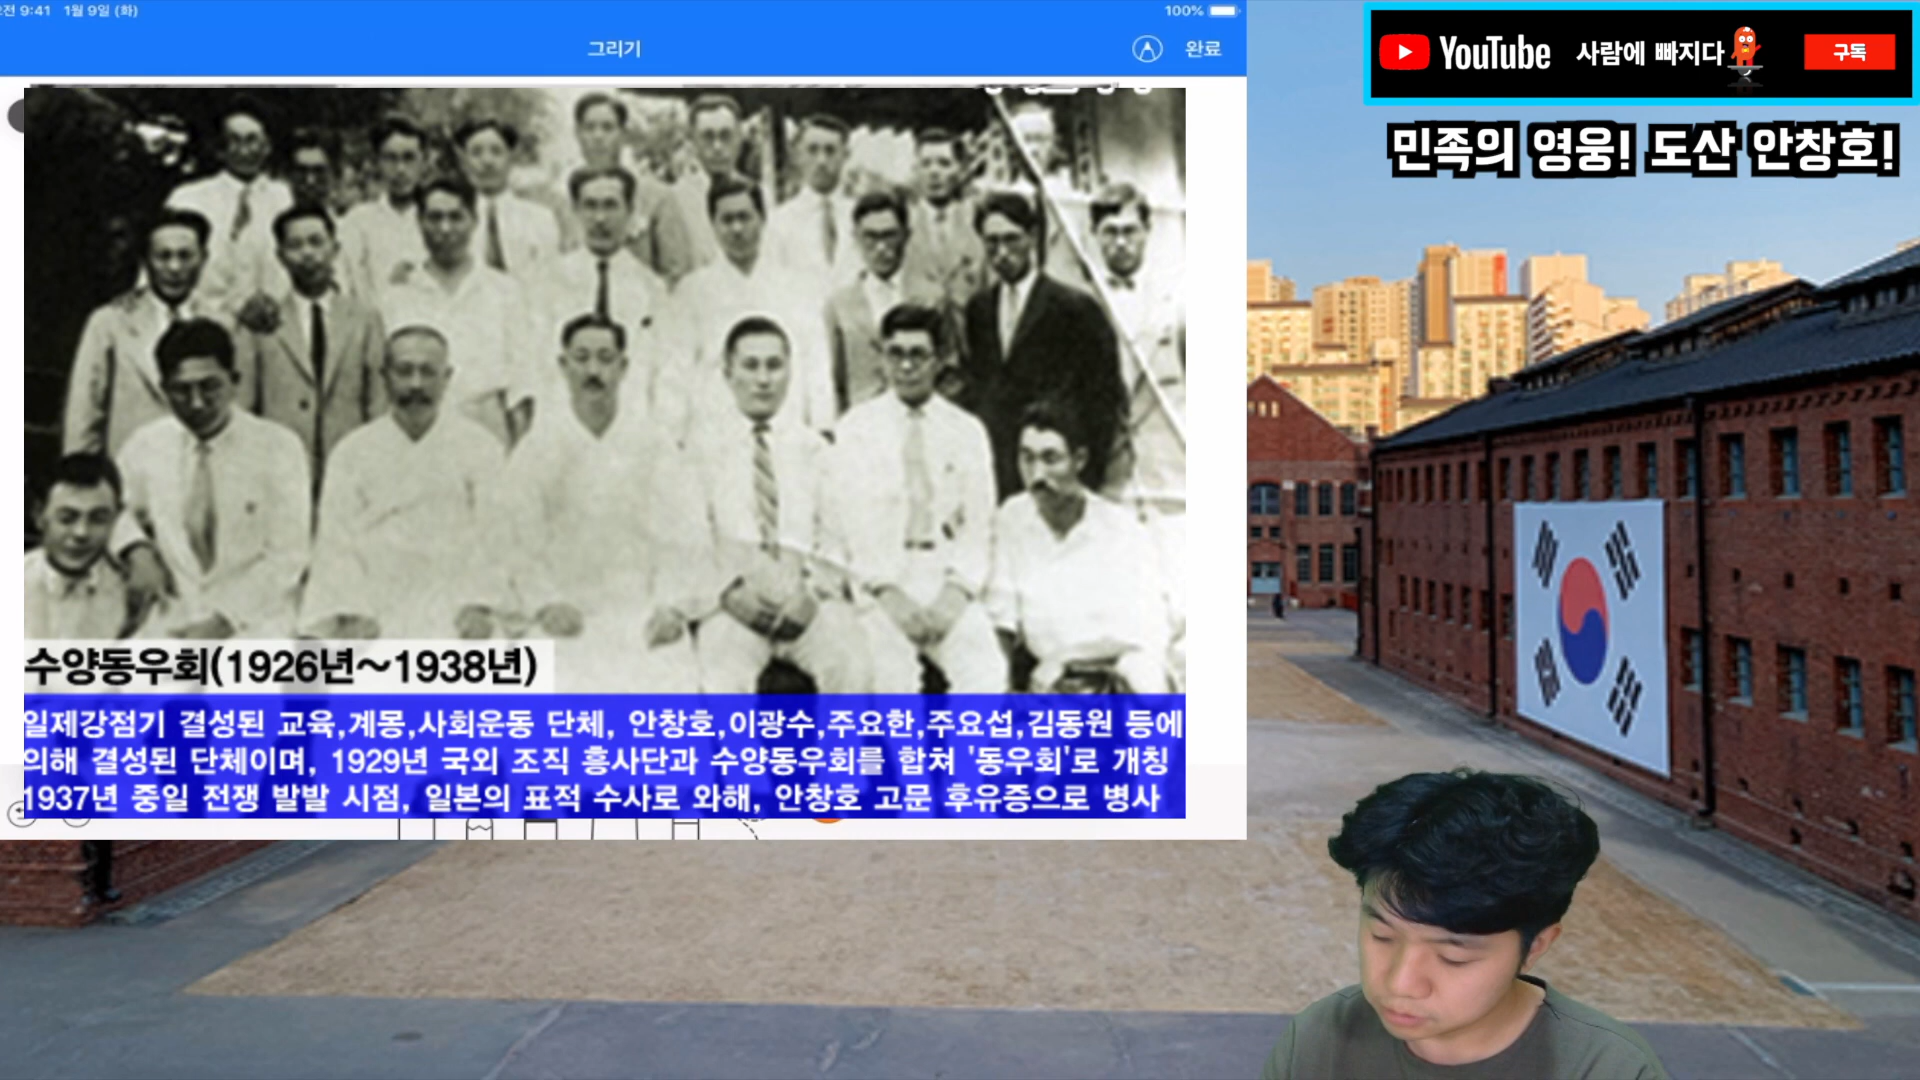 오전 9:41 1월 9일 (화)
100%
그리기
완료
YouTube 사람에 빠지다 구독
민족의 영웅! 도산 안창호!
수양동우회(1926년~1938년)
일제강점기 결성된 교육,계몽,사회운동 단체, 안창호,이광수,주요한,주요섭,김동원 등에
의해 결성된 단체이며, 1929년 국외 조직 흥사단과 수양동우회를 합쳐 '동우회'로 개칭
1937년 중일 전쟁 발발 시점, 일본의 표적 수사로 와해, 안창호 고문 후유증으로 병사